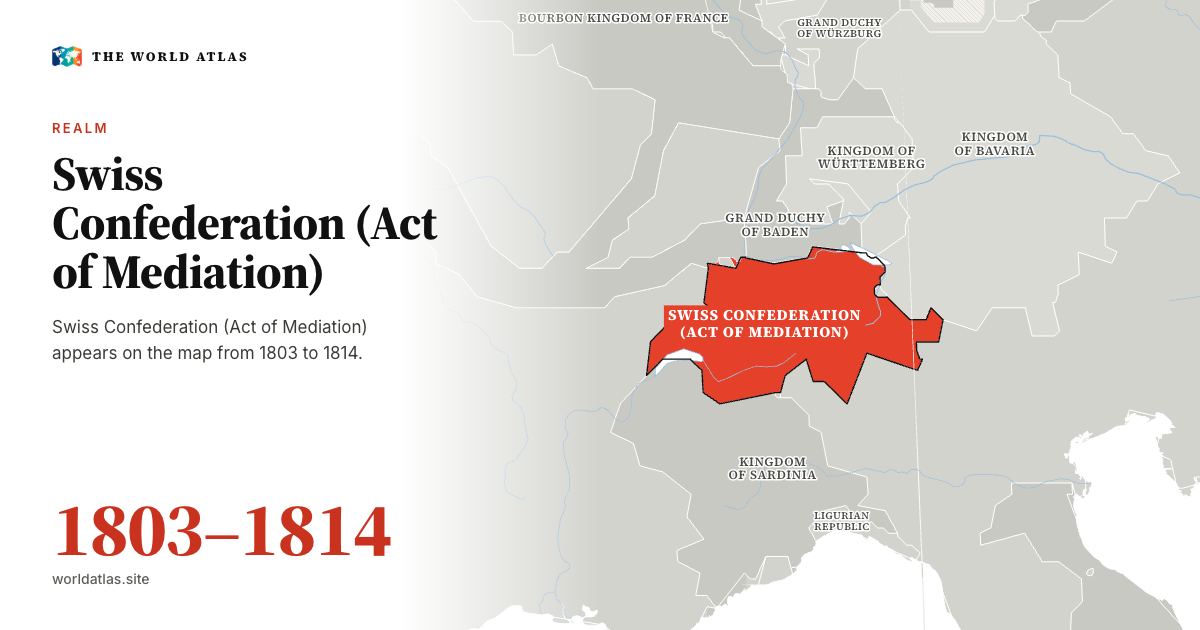 THE WORLD ATLAS
REALM
Swiss
Confederation (Act
of Mediation)
Swiss Confederation (Act of Mediation)
appears on the map from 1803 to 1814.
1803–1814
worldatlas.site
BOURBON KINGDOM OF FRANCE
GRAND DUCHY
OF WÜRZBURG
KINGDOM OF
WÜRTTEMBERG
KINGDOM
OF BAVARIA
GRAND DUCHY
OF BADEN
SWISS CONFEDERATION
(ACT OF MEDIATION)
KINGDOM
OF SARDINIA
LIGURIAN
REPUBLIC